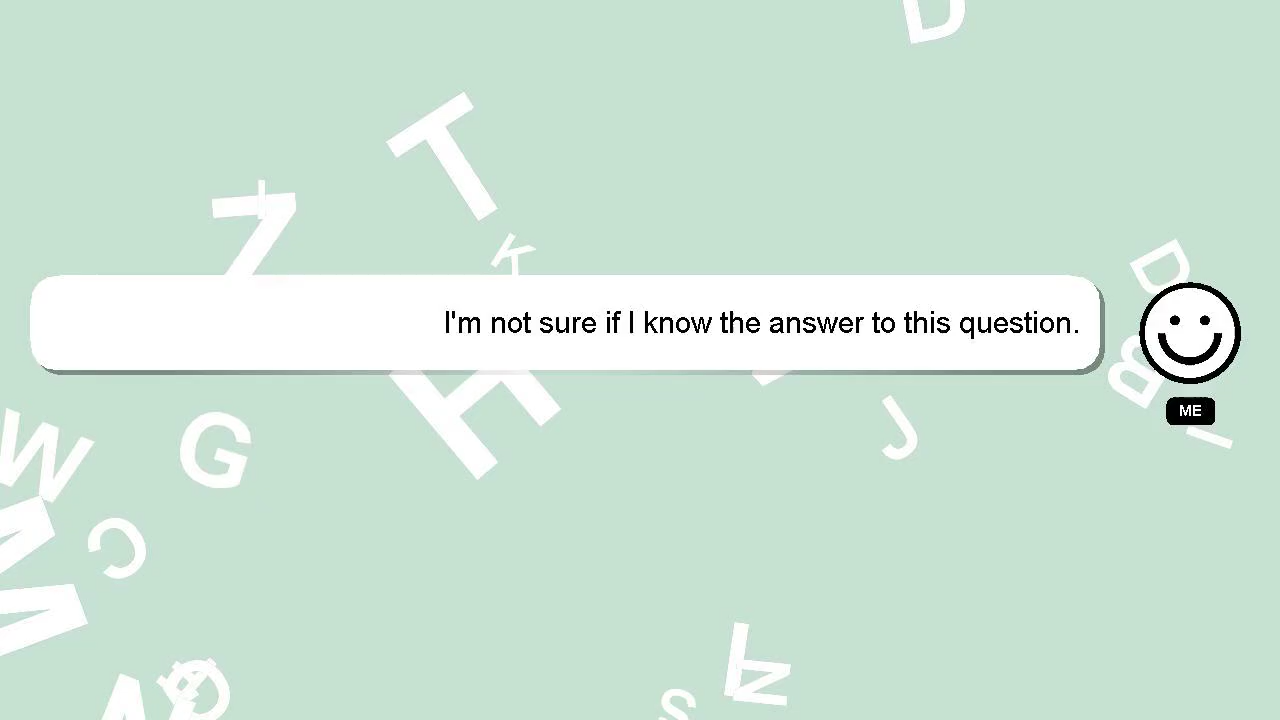 D
T
Z
I
K
I'm not sure if I know the answer to this question.
D
B
ME
H
J
I
W
G
C
S
Z